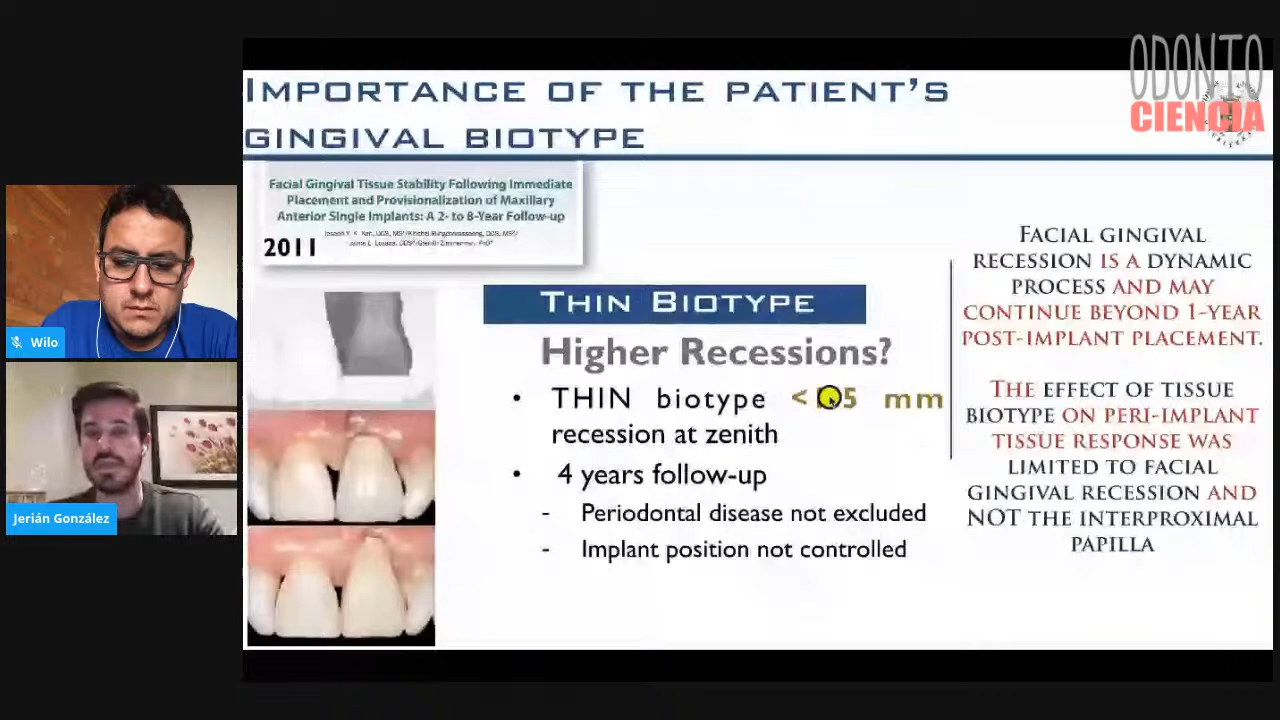 IMPORTANCE OF THE PATIENT'S
GINGIVAL BIOTYPE
ODONTO
CIENCIA
Facial Gingival Tissue Stability Following Immediate
Placement and Provisionalization of Maxillary
Anterior Single Implants: A 2- to 8-Year Follow-up
2011
THIN BIOTYPE
Higher Recessions?
• THIN biotype < 5 mm
recession at zenith
• 4 years follow-up
- Periodontal disease not excluded
- Implant position not controlled
FACIAL GINGIVAL
RECESSION IS A DYNAMIC
PROCESS AND MAY
CONTINUE BEYOND 1-YEAR
POST-IMPLANT PLACEMENT.
THE EFFECT OF TISSUE
BIOTYPE ON PERI-IMPLANT
TISSUE RESPONSE WAS
LIMITED TO FACIAL
GINGIVAL RECESSION AND
NOT THE INTERPROXIMAL
PAPILLA
Wilo
Jerián González